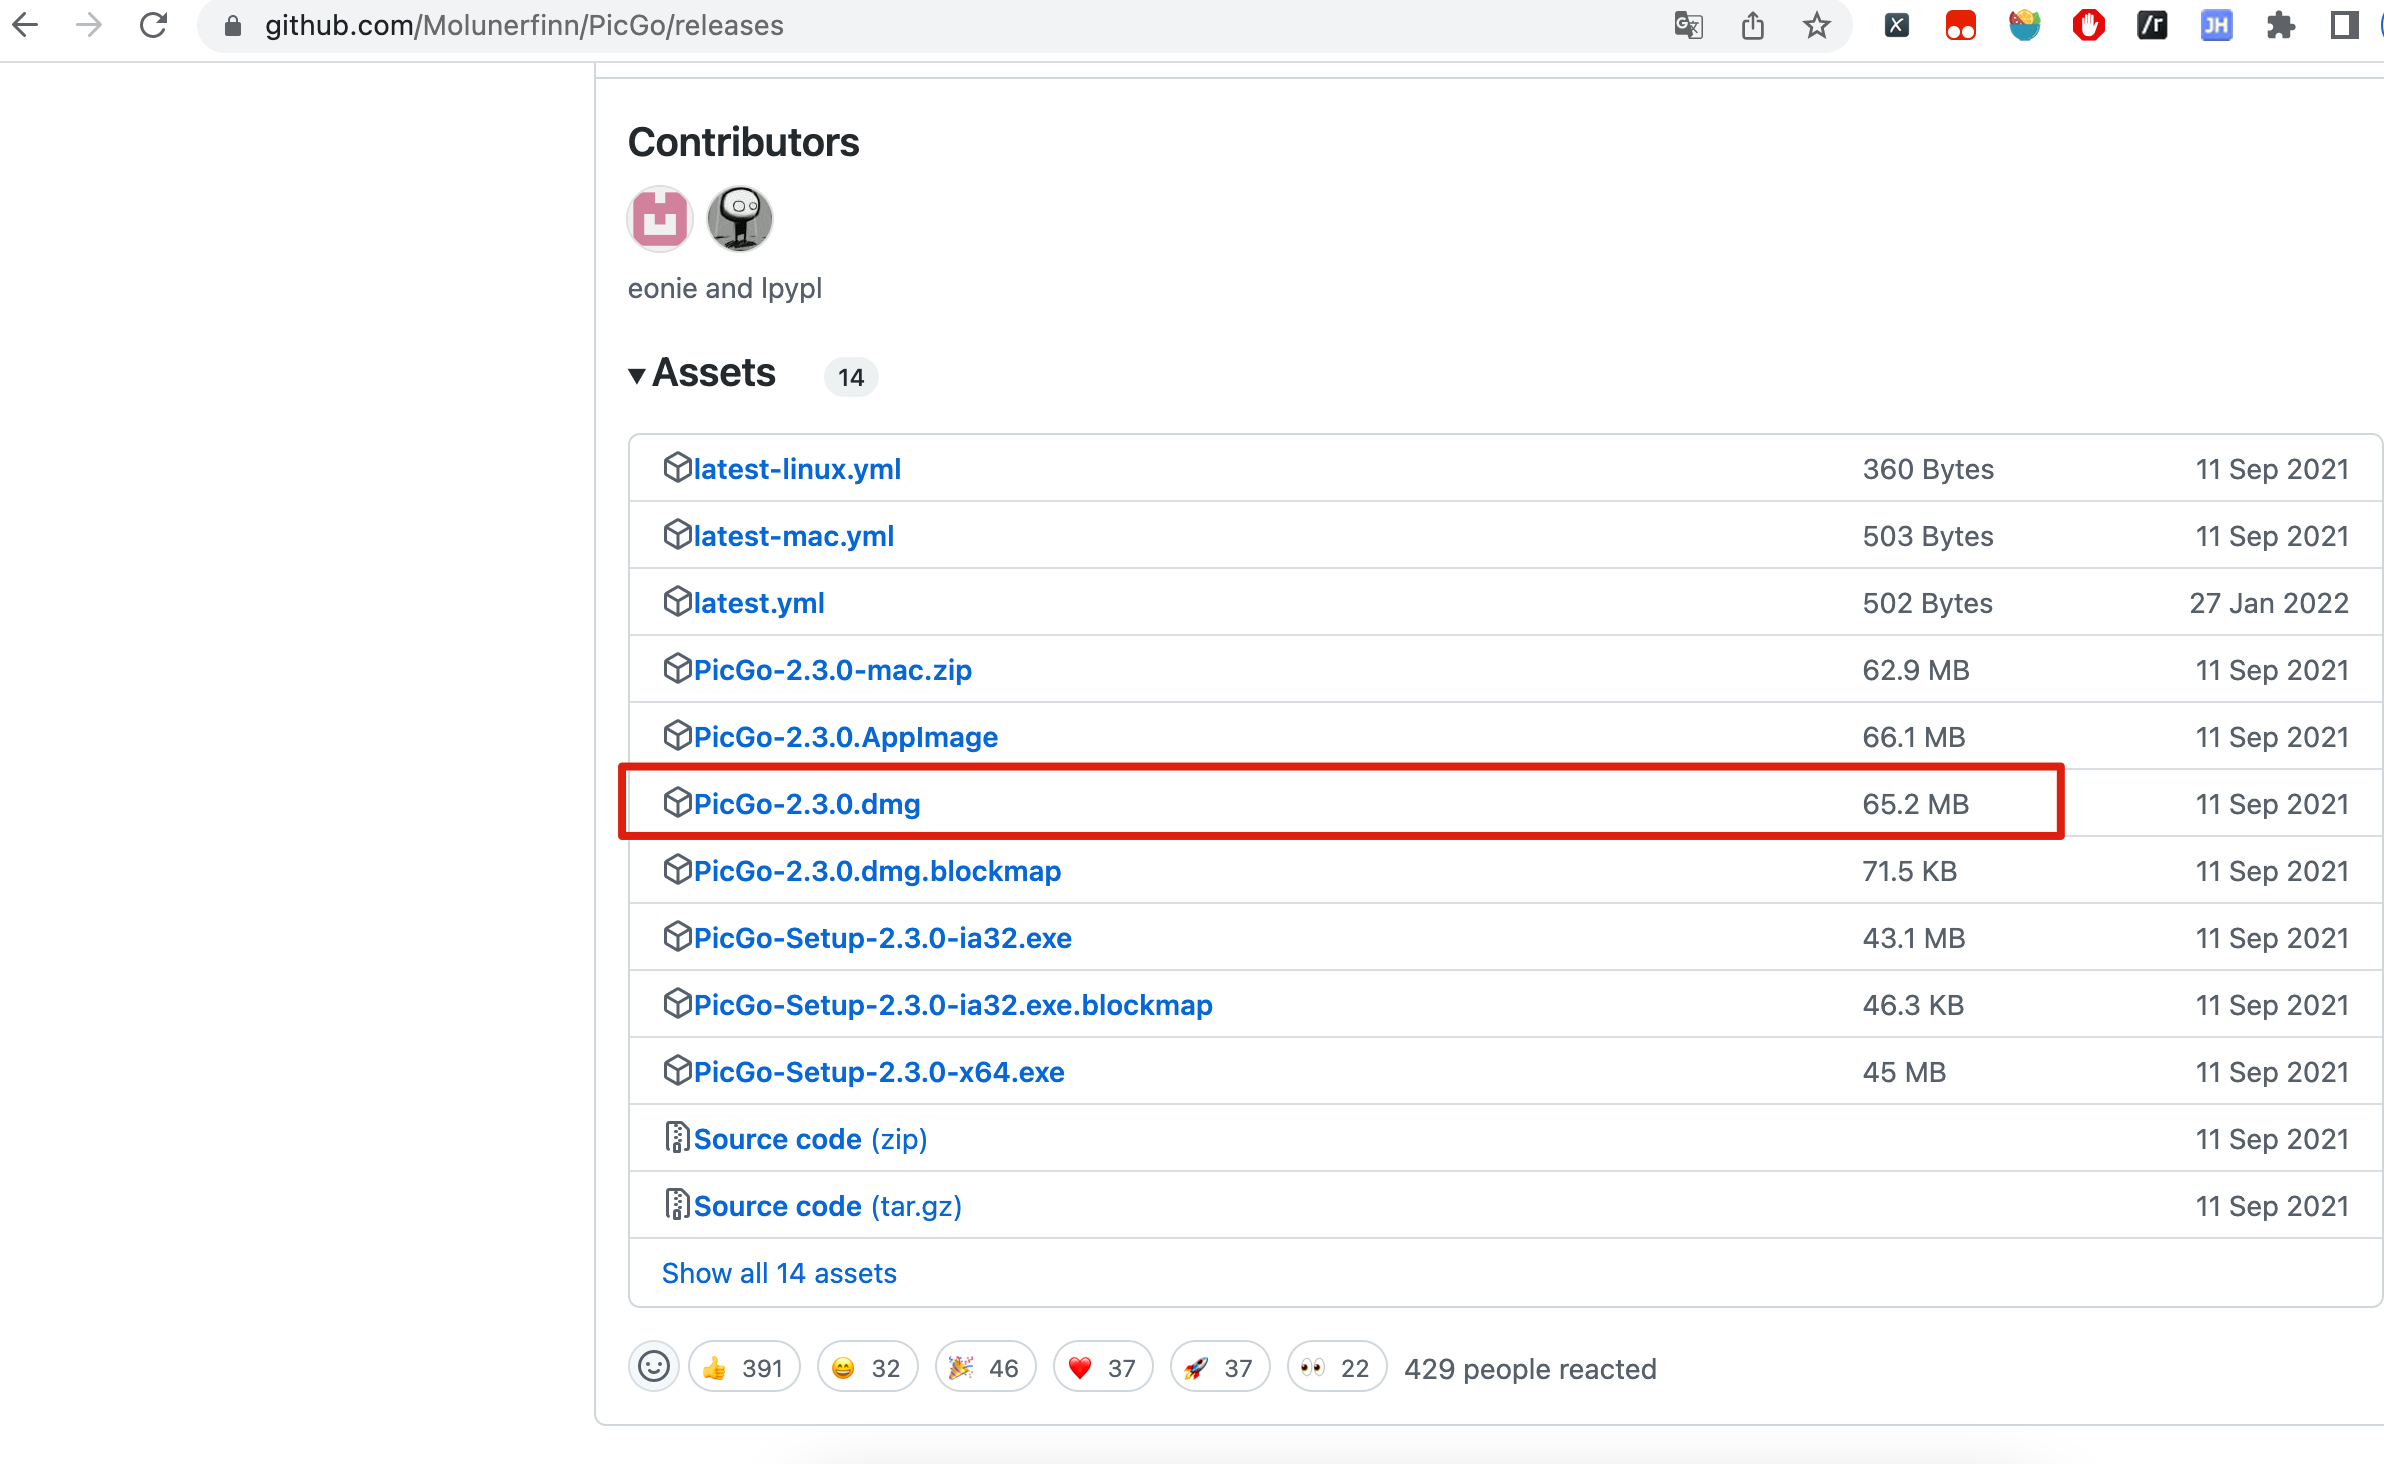 github.com/Molunerfinn/PicGo/releases
Contributors
eonie and lpypl
Assets 14
latest-linux.yml 360 Bytes 11 Sep 2021
latest-mac.yml 503 Bytes 11 Sep 2021
latest.yml 502 Bytes 27 Jan 2022
PicGo-2.3.0-mac.zip 62.9 MB 11 Sep 2021
PicGo-2.3.0.AppImage 66.1 MB 11 Sep 2021
PicGo-2.3.0.dmg 65.2 MB 11 Sep 2021
PicGo-2.3.0.dmg.blockmap 71.5 KB 11 Sep 2021
PicGo-Setup-2.3.0-ia32.exe 43.1 MB 11 Sep 2021
PicGo-Setup-2.3.0-ia32.exe.blockmap 46.3 KB 11 Sep 2021
PicGo-Setup-2.3.0-x64.exe 45 MB 11 Sep 2021
Source code (zip) 11 Sep 2021
Source code (tar.gz) 11 Sep 2021
Show all 14 assets
391 32 46 37 37 22 429 people reacted